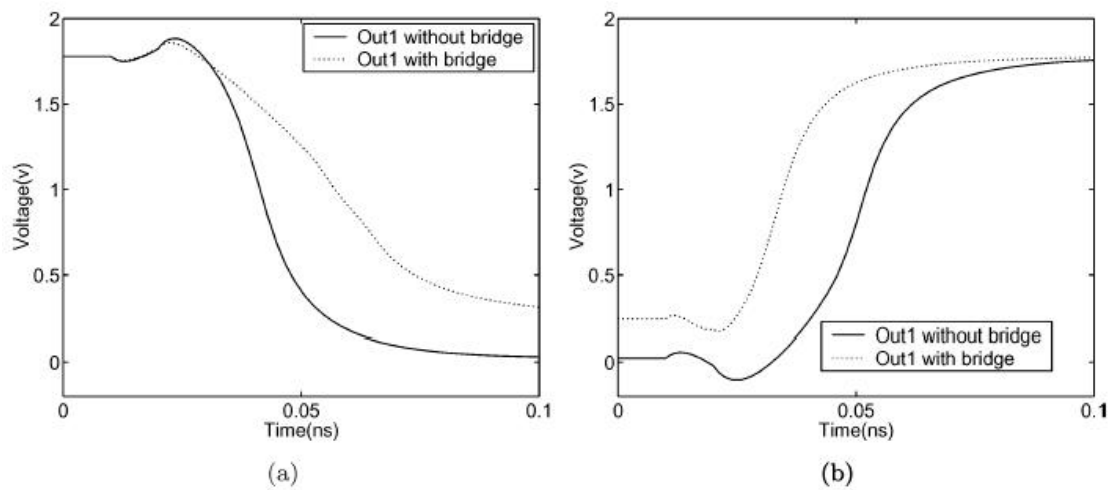 2
Out1 without bridge
Out1 with bridge
1.5
1
0.5
0
Voltage(v)
0
0.05
0.1
Time(ns)
(a)
2
1.5
1
0.5
0
Voltage(v)
Out1 without bridge
Out1 with bridge
0
0.05
0.1
Time(ns)
(b)